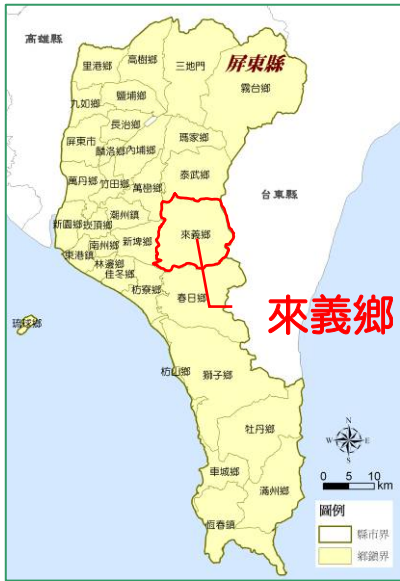 高雄縣
屏東縣
里港鄉
高樹鄉
三地門
霧台鄉
九如鄉
鹽埔鄉
長治鄉
屏東市
麟洛鄉
內埔鄉
瑪家鄉
萬丹鄉
竹田鄉
萬巒鄉
泰武鄉
台東縣
新園鄉
崁頂鄉
潮州鎮
來義鄉
東港鎮
南州鄉
新埤鄉
林邊鄉
佳冬鄉
枋寮鄉
春日鄉
來義鄉
琉球鄉
枋山鄉
獅子鄉
牡丹鄉
車城鄉
滿州鄉
恆春鎮
N
W
E
S
0 5 10
km
圖例
縣市界
鄉鎮界